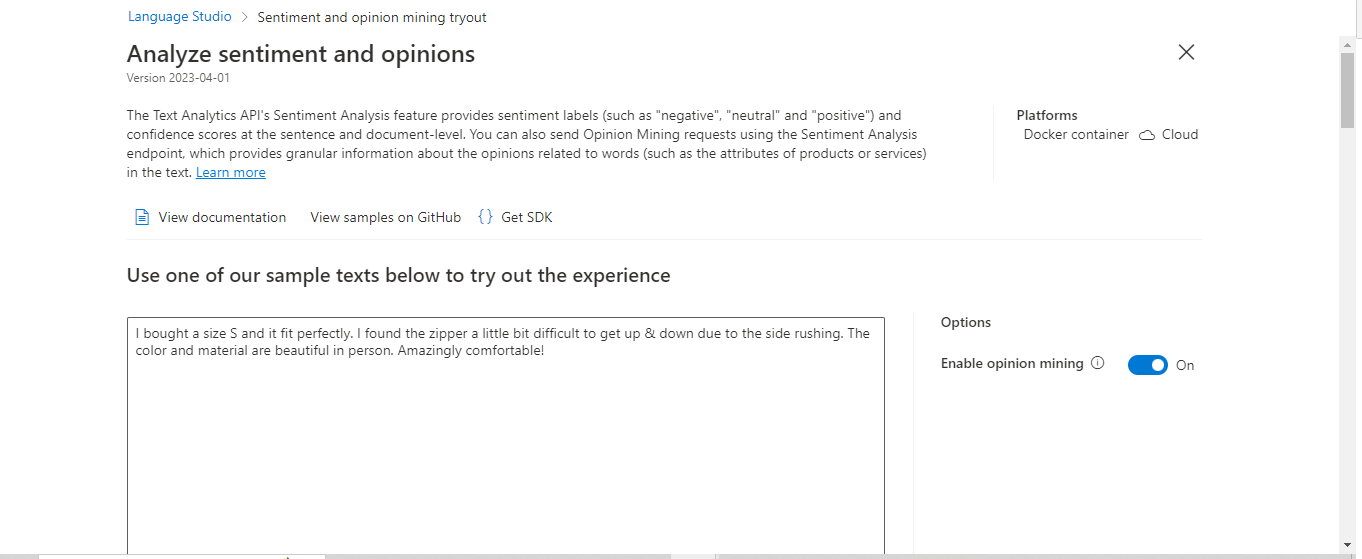 Language Studio > Sentiment and opinion mining tryout
Analyze sentiment and opinions
Version 2023-04-01
The Text Analytics API's Sentiment Analysis feature provides sentiment labels (such as "negative", "neutral" and "positive") and
confidence scores at the sentence and document-level. You can also send Opinion Mining requests using the Sentiment Analysis
endpoint, which provides granular information about the opinions related to words (such as the attributes of products or services)
in the text. Learn more
Platforms
Docker container Cloud
View documentation View samples on GitHub {} Get SDK
Use one of our sample texts below to try out the experience
I bought a size S and it fit perfectly. I found the zipper a little bit difficult to get up & down due to the side rushing. The
color and material are beautiful in person. Amazingly comfortable!
Options
Enable opinion mining On